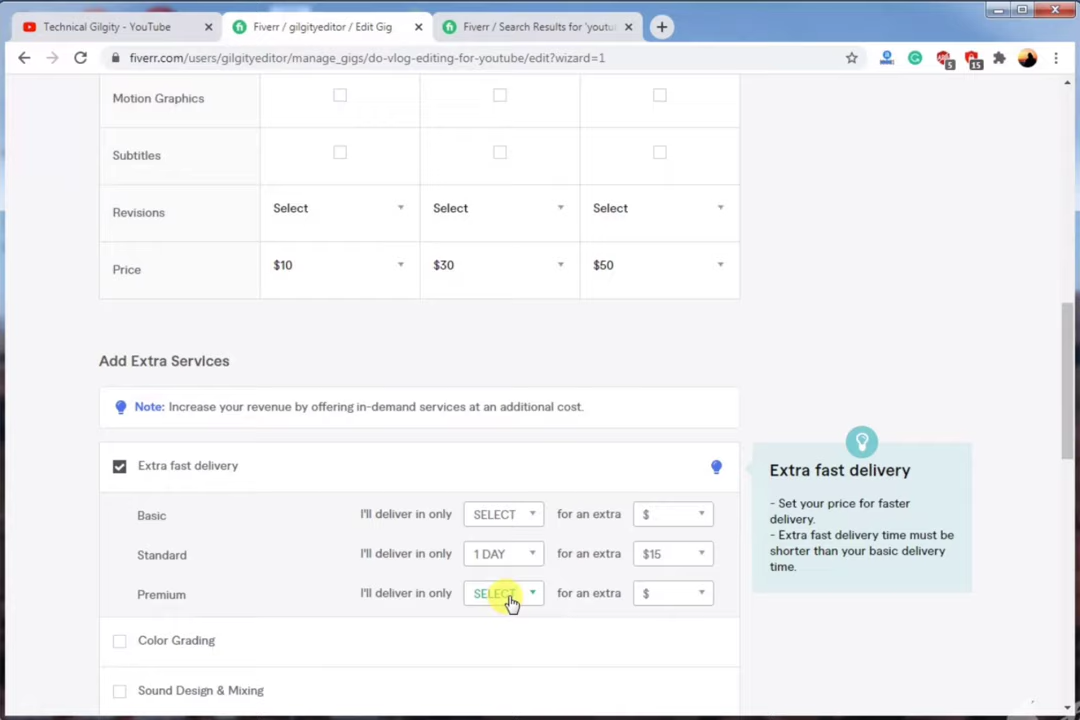 Technical Gilgity - YouTube
Fiverr / gilgityeditor / Edit Gig
Fiverr / Search Results for 'youtu
fiverr.com/users/gilgityeditor/manage_gigs/do-vlog-editing-for-youtube/edit?wizard=1
5
15
Motion Graphics
Subtitles
Revisions Select Select Select
Price $10 $30 $50
Add Extra Services
Note: Increase your revenue by offering in-demand services at an additional cost.
Extra fast delivery
Basic I'll deliver in only SELECT for an extra $
Standard I'll deliver in only 1 DAY for an extra $15
Premium I'll deliver in only SELECT for an extra $
Color Grading
Sound Design & Mixing
Extra fast delivery
- Set your price for faster
delivery.
- Extra fast delivery time must be
shorter than your basic delivery
time.